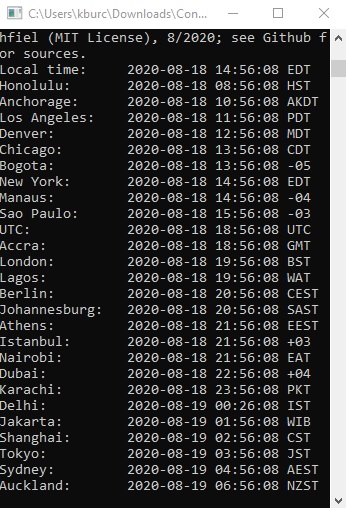 C:\Users\kburc\Downloads\Con...
hfiel (MIT License), 8/2020; see Github f
or sources.
Local time: 2020-08-18 14:56:08 EDT
Honolulu: 2020-08-18 08:56:08 HST
Anchorage: 2020-08-18 10:56:08 AKDT
Los Angeles: 2020-08-18 11:56:08 PDT
Denver: 2020-08-18 12:56:08 MDT
Chicago: 2020-08-18 13:56:08 CDT
Bogota: 2020-08-18 13:56:08 -05
New York: 2020-08-18 14:56:08 EDT
Manaus: 2020-08-18 14:56:08 -04
Sao Paulo: 2020-08-18 15:56:08 -03
UTC: 2020-08-18 18:56:08 UTC
Accra: 2020-08-18 18:56:08 GMT
London: 2020-08-18 19:56:08 BST
Lagos: 2020-08-18 19:56:08 WAT
Berlin: 2020-08-18 20:56:08 CEST
Johannesburg: 2020-08-18 20:56:08 SAST
Athens: 2020-08-18 21:56:08 EEST
Istanbul: 2020-08-18 21:56:08 +03
Nairobi: 2020-08-18 21:56:08 EAT
Dubai: 2020-08-18 22:56:08 +04
Karachi: 2020-08-18 23:56:08 PKT
Delhi: 2020-08-19 00:26:08 IST
Jakarta: 2020-08-19 01:56:08 WIB
Shanghai: 2020-08-19 02:56:08 CST
Tokyo: 2020-08-19 03:56:08 JST
Sydney: 2020-08-19 04:56:08 AEST
Auckland: 2020-08-19 06:56:08 NZST